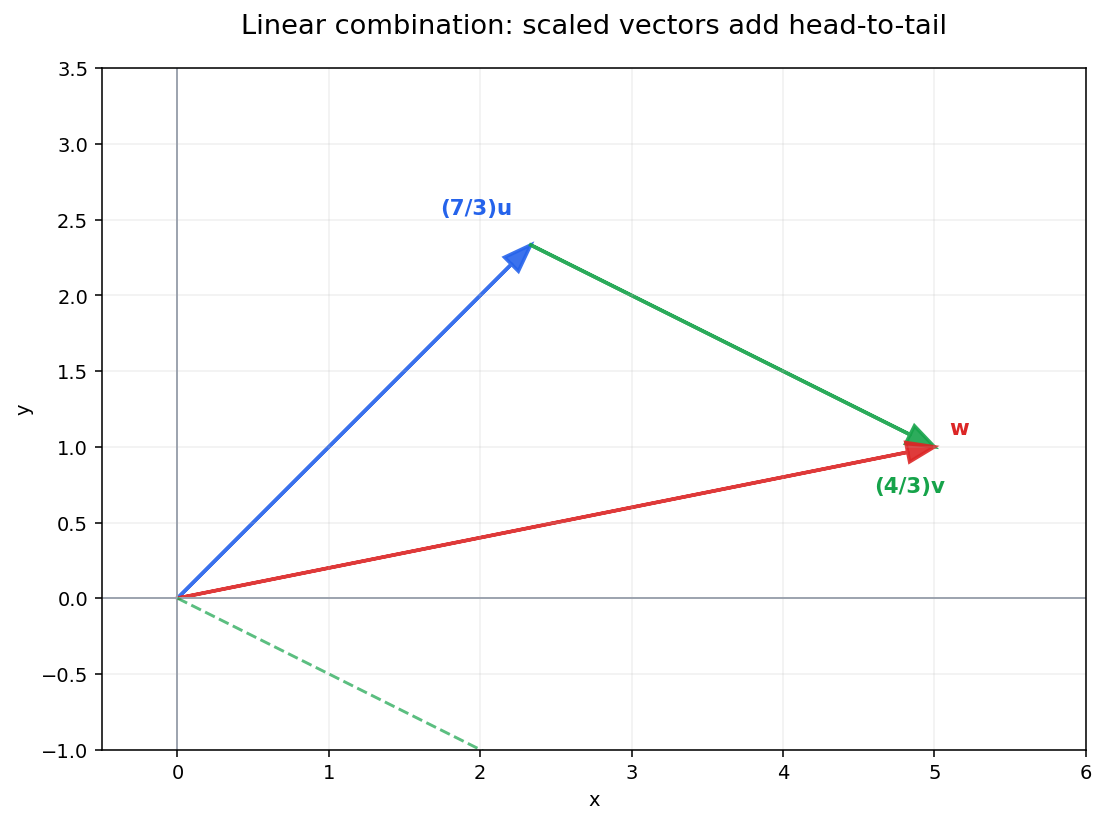 Linear combination: scaled vectors add head-to-tail
3.5
3.0
2.5
2.0
1.5
1.0
0.5
0.0
−0.5
−1.0
y
(7/3)u
w
(4/3)v
0 1 2 3 4 5 6
x